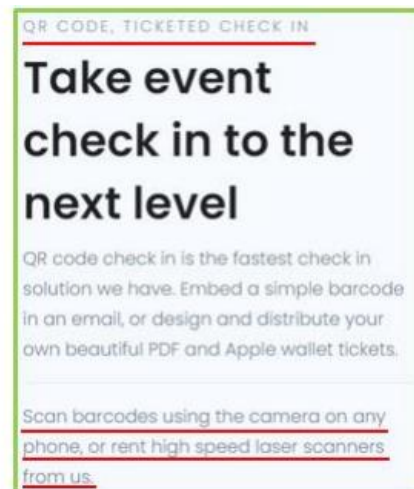 QR CODE, TICKETED CHECK IN
Take event
check in to the
next level
QR code check in is the fastest check in
solution we have. Embed a simple barcode
in an email, or design and distribute your
own beautiful PDF and Apple wallet tickets.
Scan barcodes using the camera on any
phone, or rent high speed laser scanners
from us.